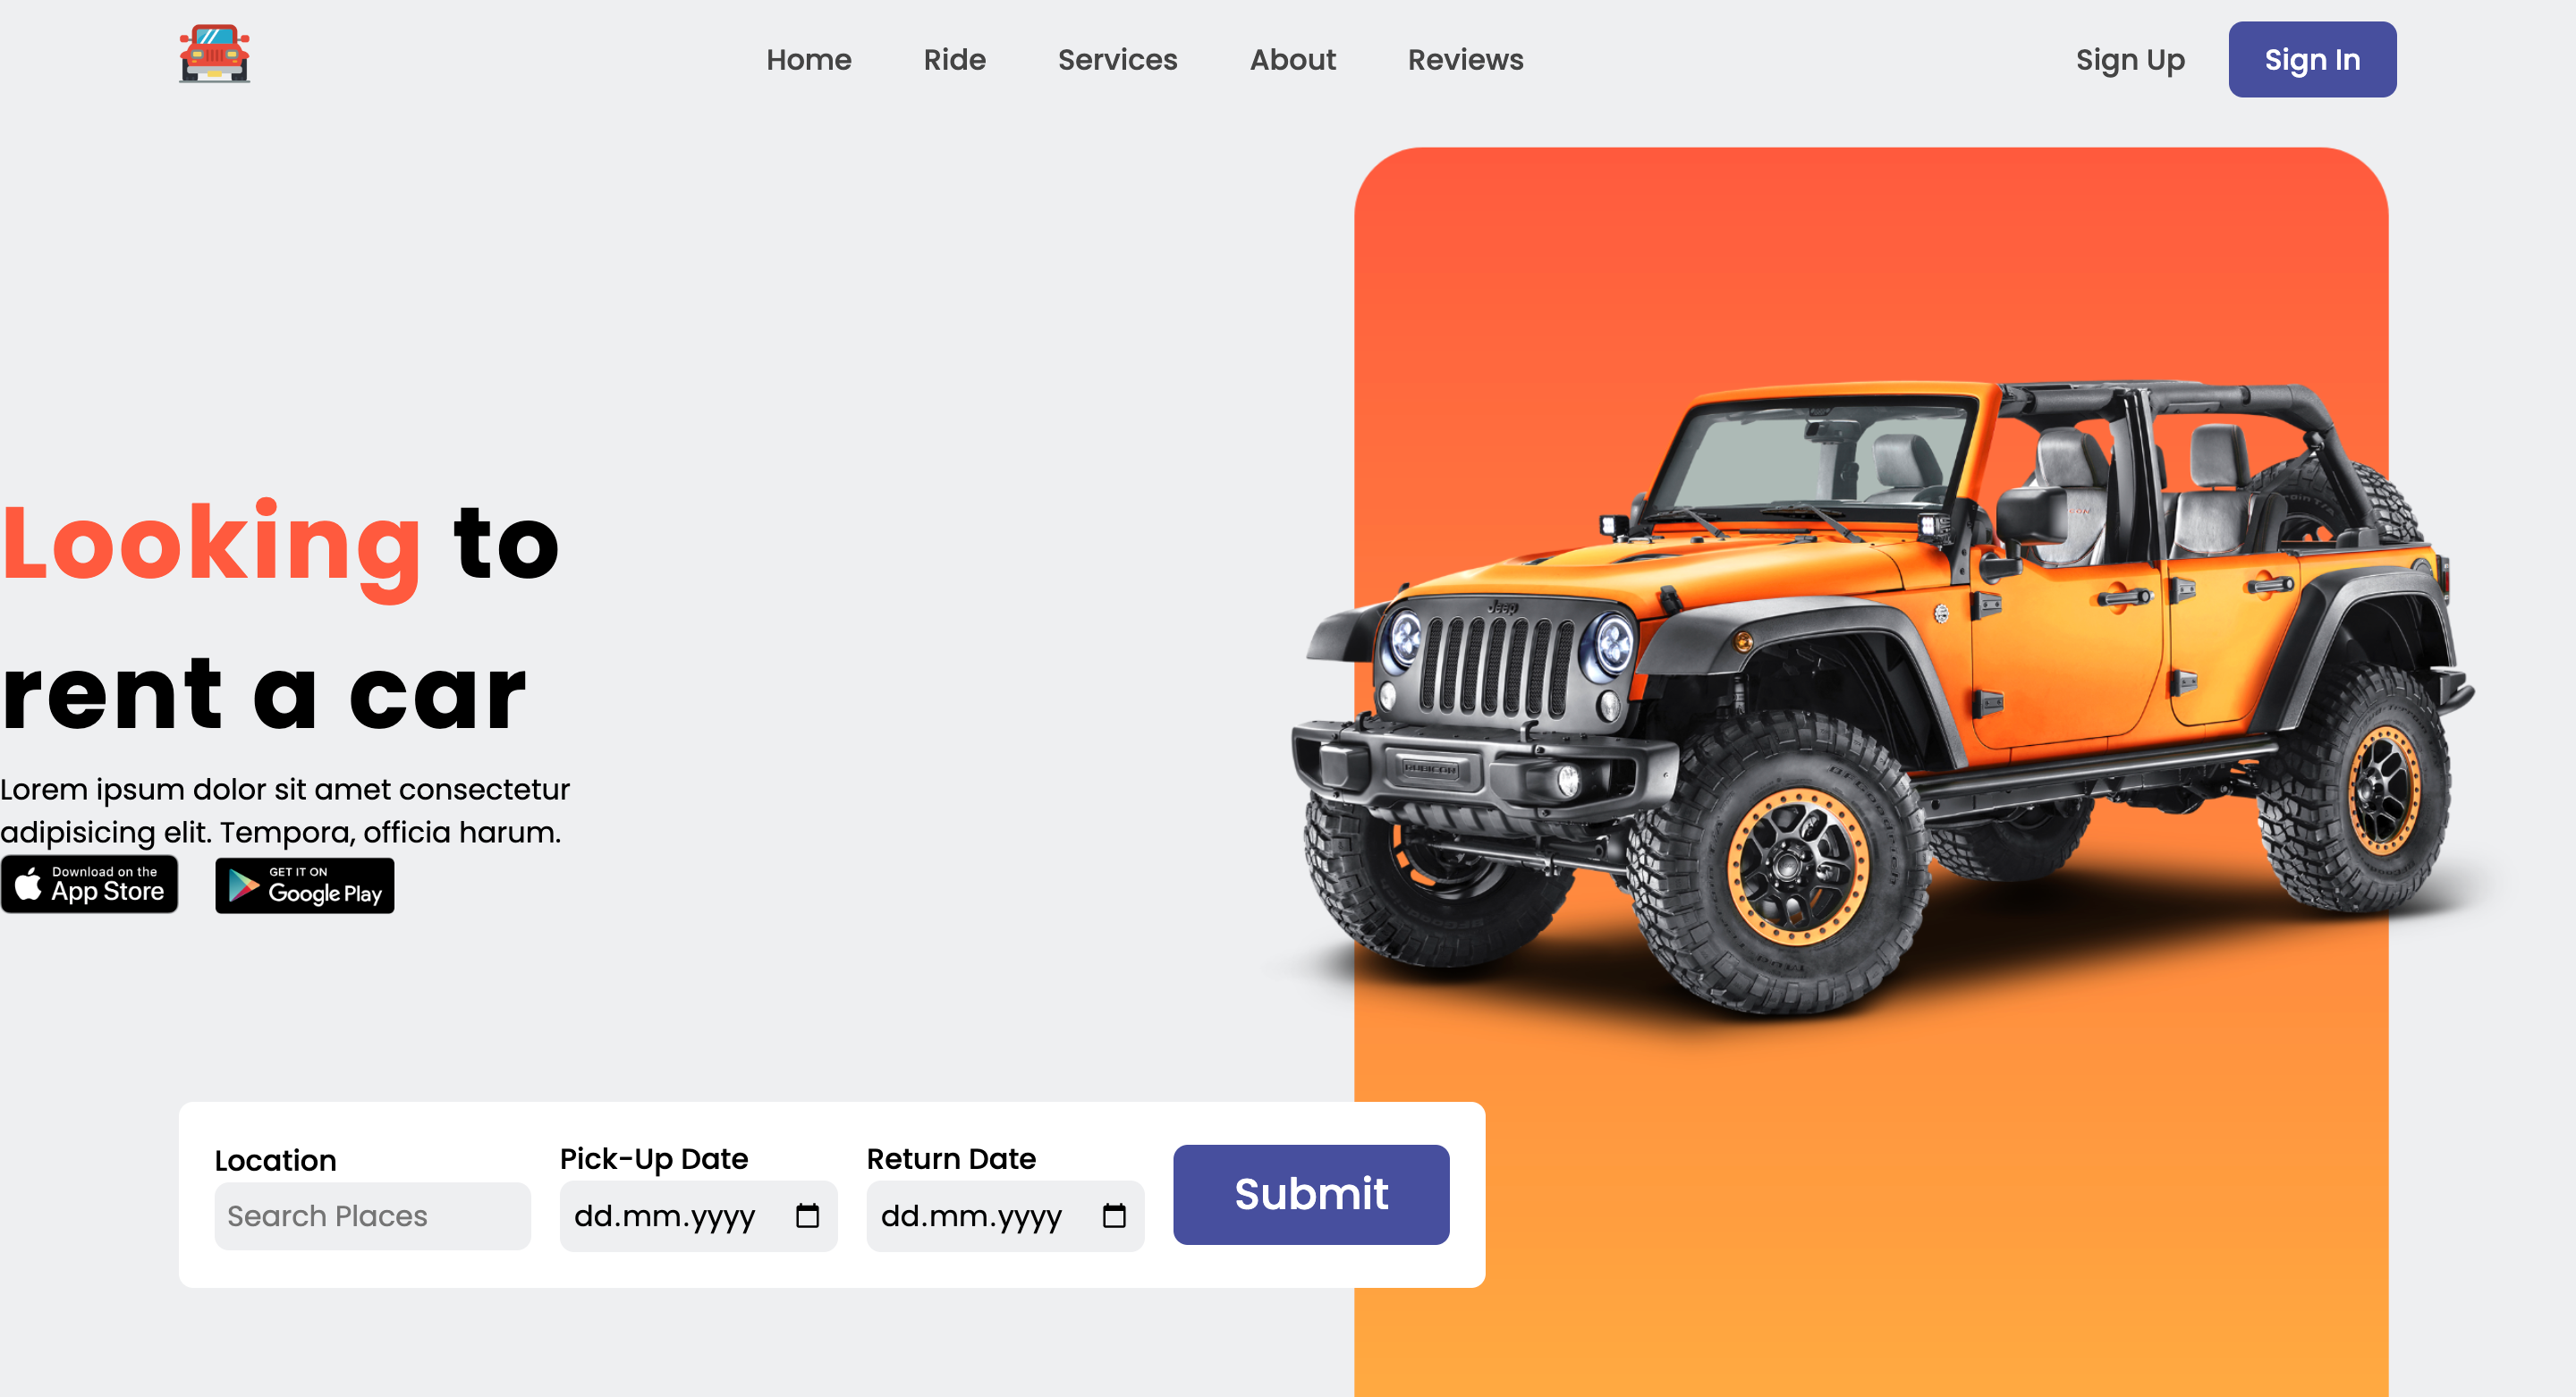 Home Ride Services About Reviews Sign Up Sign In
Looking to
rent a car
Lorem ipsum dolor sit amet consectetur
adipisicing elit. Tempora, officia harum.
Download on the
App Store
GET IT ON
Google Play
Jeep
RUBICON
Location
Search Places
Pick-Up Date
dd.mm.yyyy
Return Date
dd.mm.yyyy
Submit